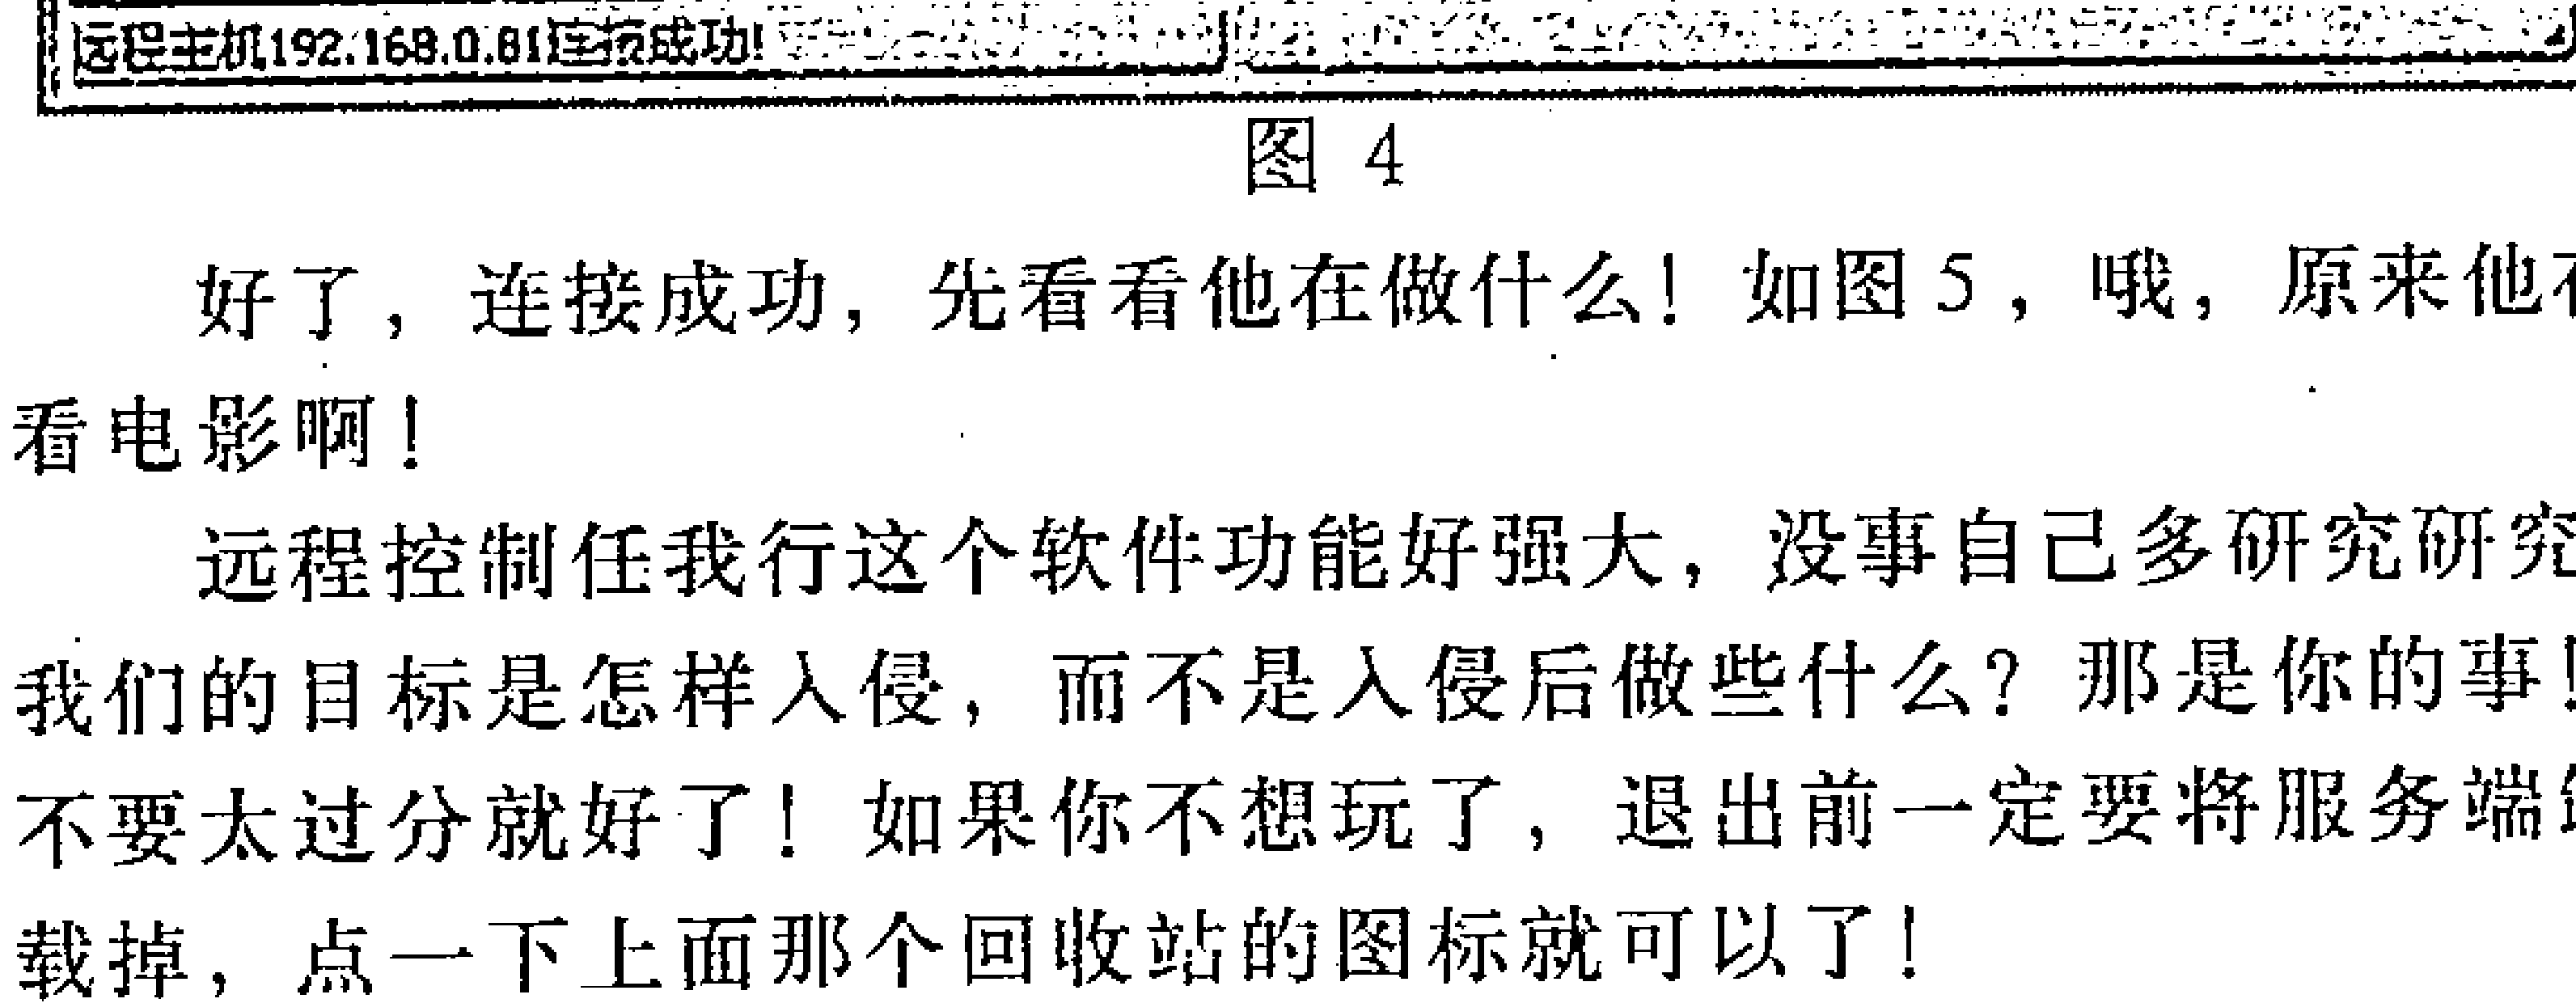 远程主机192.168.0.81连接成功!
图 4
好了，连接成功，先看看他在做什么！如图5，哦，原来他在
看电影啊！
远程控制任我行这个软件功能好强大，没事自己多研究研究
我们的目标是怎样入侵，而不是入侵后做些什么？那是你的事！
不要太过分就好了！如果你不想玩了，退出前一定要将服务端
载掉，点一下上面那个回收站的图标就可以了！